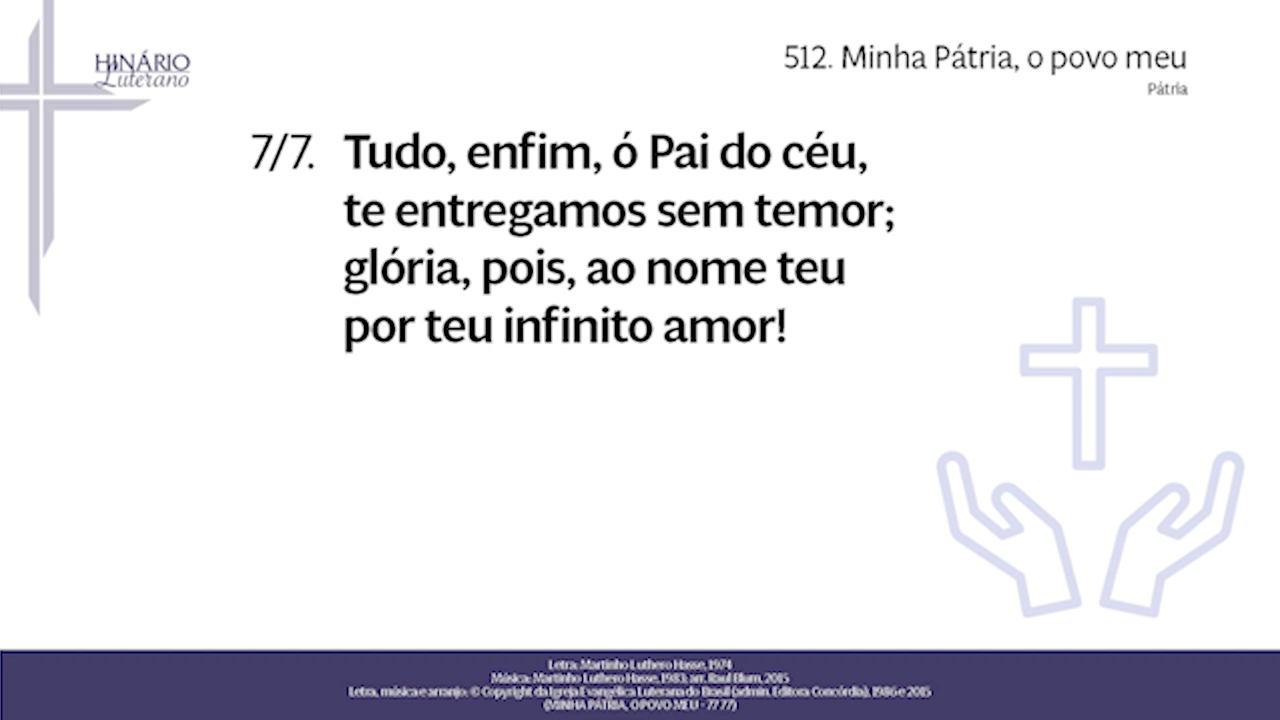 HINÁRIO
Luterano
512. Minha Pátria, o povo meu
Pátria
7/7. Tudo, enfim, ó Pai do céu,
te entregamos sem temor;
glória, pois, ao nome teu
por teu infinito amor!
Letra: Martinho Luthero Hasse, 1974
Música: Martinho Luthero Hasse, 1983; arr. Raul Blum, 2015
Letra, música e arranjo: © Copyright da Igreja Evangélica Luterana do Brasil (admin. Editora Concórdia), 1986 e 2015
(MINHA PÁTRIA, O POVO MEU - 77 77)